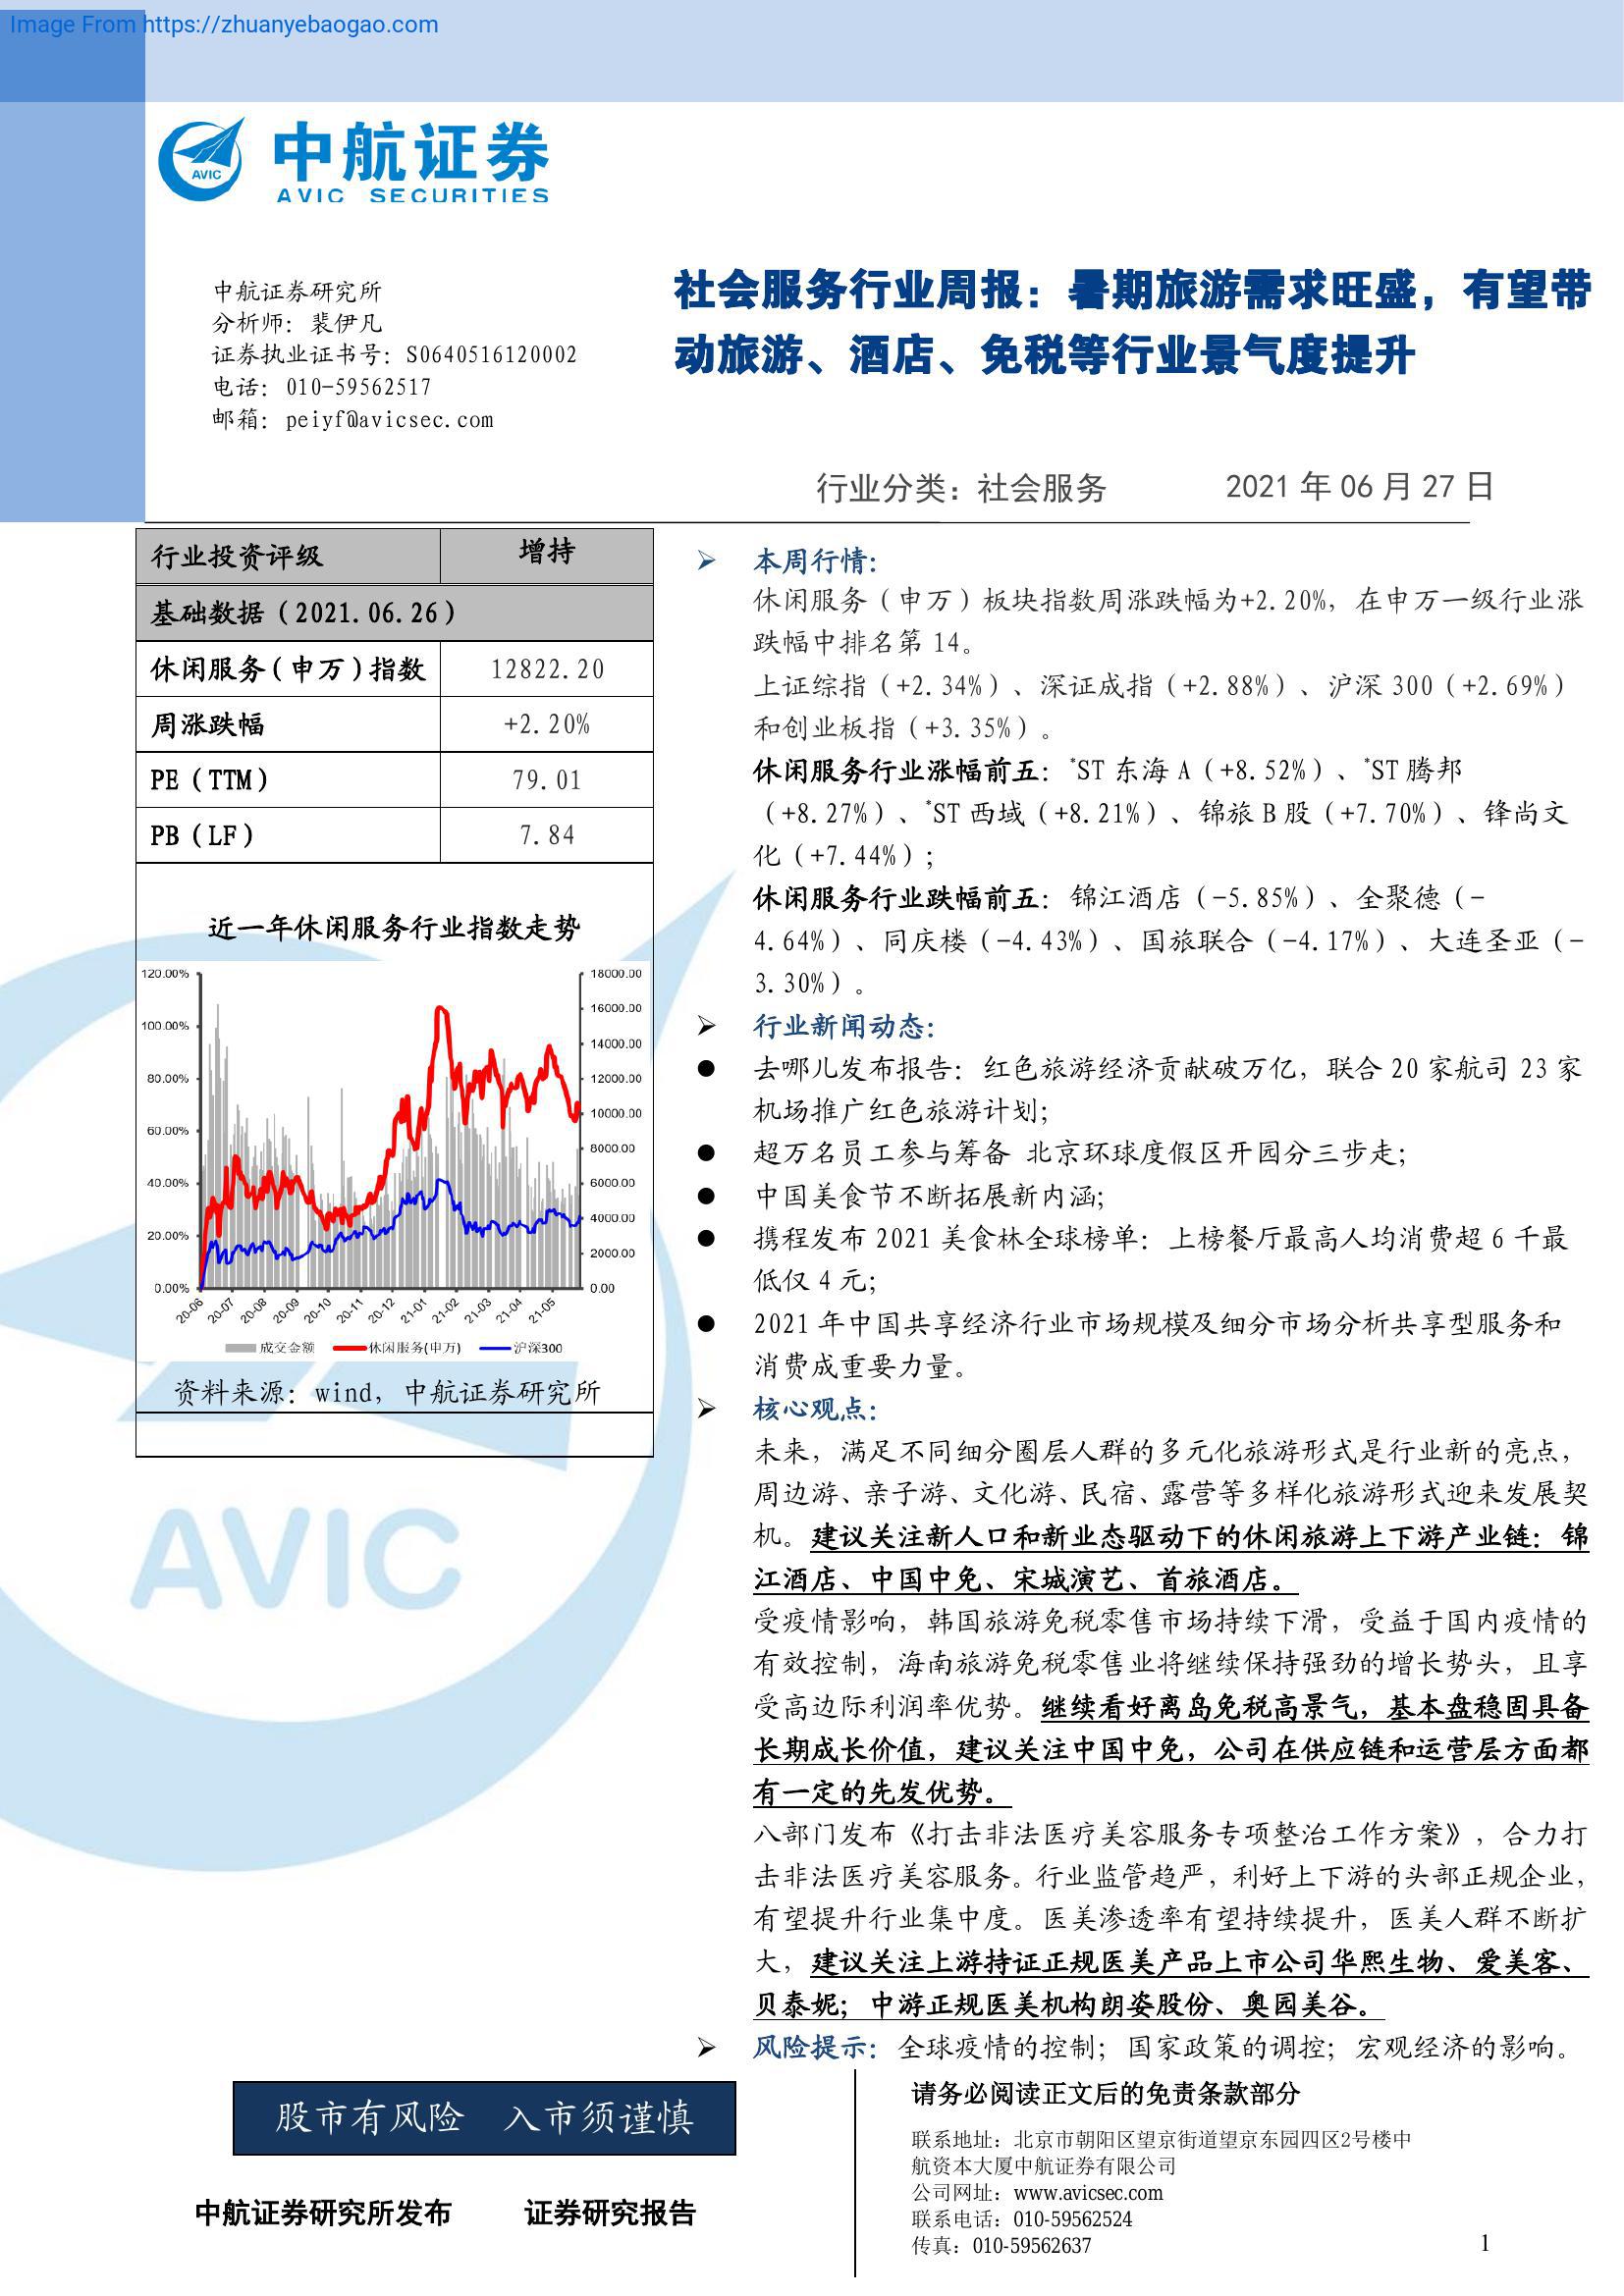 Image From https://zhuanyebaogao.com
AVIC
中航证券
AVIC SECURITIES
中航证券研究所
分析师：裴伊凡
证券执业证书号：S0640516120002
电话：010-59562517
邮箱：peiyf@avicsec.com
社会服务行业周报：暑期旅游需求旺盛，有望带
动旅游、酒店、免税等行业景气度提升
行业分类：社会服务 2021 年 06 月 27 日
行业投资评级 增持
基础数据（2021.06.26）
休闲服务(申万)指数 12822.20
周涨跌幅 +2.20%
PE（TTM） 79.01
PB（LF） 7.84
近一年休闲服务行业指数走势
120.00%
100.00%
80.00%
60.00%
40.00%
20.00%
0.00%
18000.00
16000.00
14000.00
12000.00
10000.00
8000.00
6000.00
4000.00
2000.00
0.00
20-06 20-07 20-08 20-09 20-10 20-11 20-12 21-01 21-02 21-03 21-04 21-05
成交金额 休闲服务(申万) 沪深300
资料来源：wind，中航证券研究所
AVIC
➢ 本周行情：
休闲服务（申万）板块指数周涨跌幅为+2.20%，在申万一级行业涨
跌幅中排名第 14。
上证综指（+2.34%）、深证成指（+2.88%）、沪深 300（+2.69%）
和创业板指（+3.35%）。
休闲服务行业涨幅前五：*ST 东海 A（+8.52%）、*ST 腾邦
（+8.27%）、*ST 西域（+8.21%）、锦旅 B 股（+7.70%）、锋尚文
化（+7.44%）；
休闲服务行业跌幅前五：锦江酒店（-5.85%）、全聚德（-
4.64%）、同庆楼（-4.43%）、国旅联合（-4.17%）、大连圣亚（-
3.30%）。
➢ 行业新闻动态：
● 去哪儿发布报告：红色旅游经济贡献破万亿，联合 20 家航司 23 家
机场推广红色旅游计划；
● 超万名员工参与筹备 北京环球度假区开园分三步走；
● 中国美食节不断拓展新内涵；
● 携程发布 2021 美食林全球榜单：上榜餐厅最高人均消费超 6 千最
低仅 4 元；
● 2021 年中国共享经济行业市场规模及细分市场分析共享型服务和
消费成重要力量。
➢ 核心观点：
未来，满足不同细分圈层人群的多元化旅游形式是行业新的亮点，
周边游、亲子游、文化游、民宿、露营等多样化旅游形式迎来发展契
机。建议关注新人口和新业态驱动下的休闲旅游上下游产业链：锦
江酒店、中国中免、宋城演艺、首旅酒店。
受疫情影响，韩国旅游免税零售市场持续下滑，受益于国内疫情的
有效控制，海南旅游免税零售业将继续保持强劲的增长势头，且享
受高边际利润率优势。继续看好离岛免税高景气，基本盘稳固具备
长期成长价值，建议关注中国中免，公司在供应链和运营层方面都
有一定的先发优势。
八部门发布《打击非法医疗美容服务专项整治工作方案》，合力打
击非法医疗美容服务。行业监管趋严，利好上下游的头部正规企业，
有望提升行业集中度。医美渗透率有望持续提升，医美人群不断扩
大，建议关注上游持证正规医美产品上市公司华熙生物、爱美客、
贝泰妮；中游正规医美机构朗姿股份、奥园美谷。
➢ 风险提示：全球疫情的控制；国家政策的调控；宏观经济的影响。
股市有风险 入市须谨慎
中航证券研究所发布 证券研究报告
请务必阅读正文后的免责条款部分
联系地址：北京市朝阳区望京街道望京东园四区2号楼中
航资本大厦中航证券有限公司
公司网址：www.avicsec.com
联系电话：010-59562524
传真：010-59562637
1